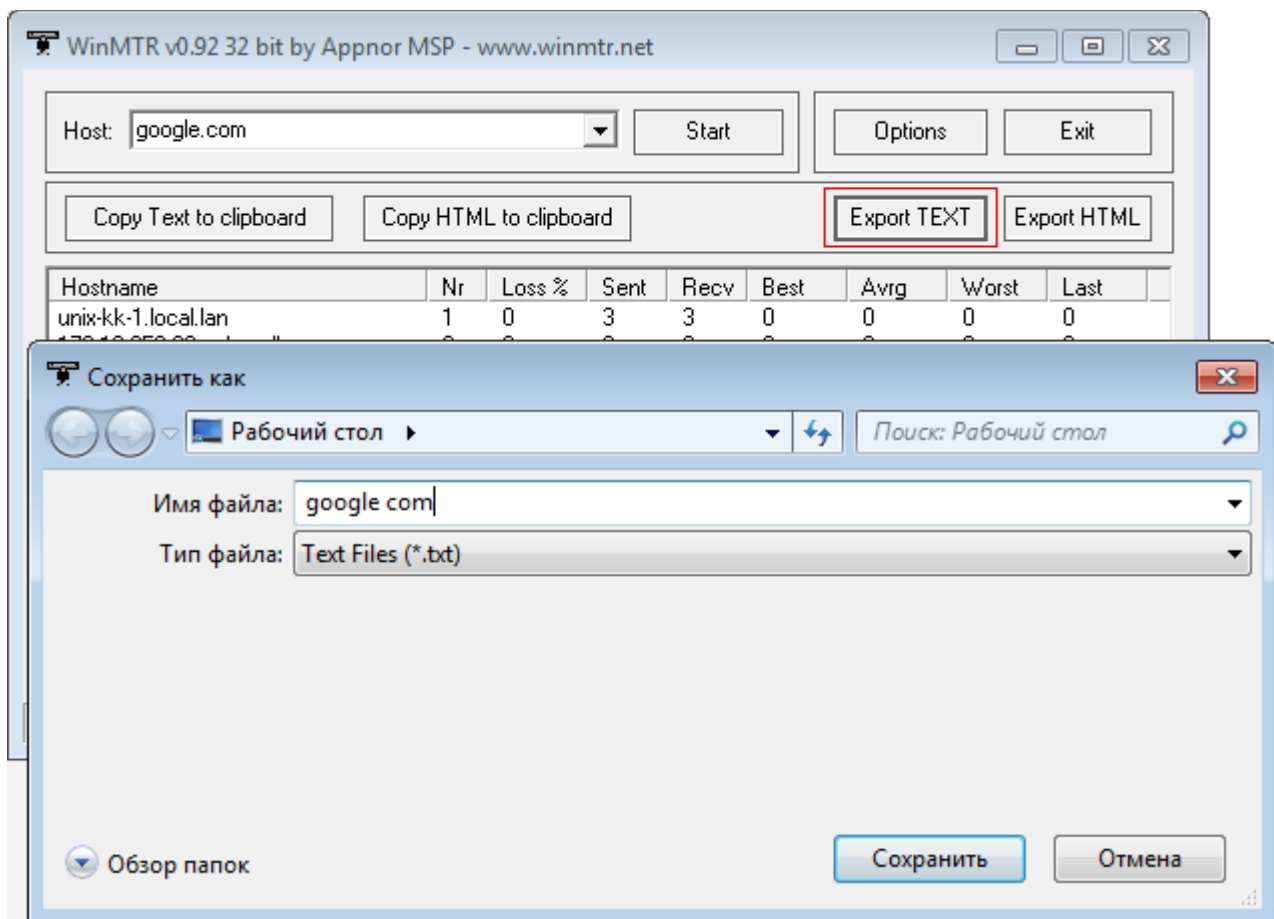 WinMTR v0.92 32 bit by Appnor MSP - www.winmtr.net
Host: google.com Start Options Exit
Copy Text to clipboard Copy HTML to clipboard Export TEXT Export HTML
Hostname Nr Loss % Sent Recv Best Avrg Worst Last
unix-kk-1.local.lan 1 0 3 3 0 0 0 0
Сохранить как
Рабочий стол Поиск: Рабочий стол
Имя файла: google com
Тип файла: Text Files (*.txt)
Обзор папок Сохранить Отмена